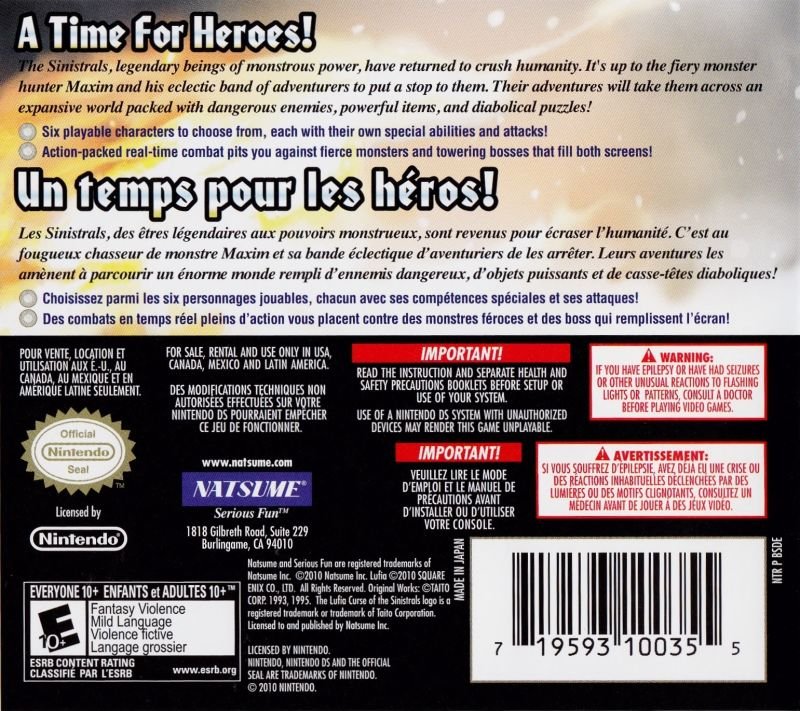 A Time For Heroes!
The Sinistrals, legendary beings of monstrous power, have returned to crush humanity. It's up to the fiery monster
hunter Maxim and his eclectic band of adventurers to put a stop to them. Their adventures will take them across an
expansive world packed with dangerous enemies, powerful items, and diabolical puzzles!
Six playable characters to choose from, each with their own special abilities and attacks!
Action-packed real-time combat pits you against fierce monsters and towering bosses that fill both screens!
Un temps pour les héros!
Les Sinistrals, des êtres légendaires aux pouvoirs monstrueux, sont revenus pour écraser l'humanité. C'est au
fougueux chasseur de monstre Maxim et sa bande éclectique d'aventuriers de les arrêter. Leurs aventures les
amènent à parcourir un énorme monde rempli d'ennemis dangereux, d'objets puissants et de casse-têtes diaboliques!
Choisissez parmi les six personnages jouables, chacun avec ses compétences spéciales et ses attaques!
Des combats en temps réel pleins d'action vous placent contre des monstres féroces et des boss qui remplissent l'écran!
POUR VENTE, LOCATION ET
UTILISATION AUX É.-U., AU
CANADA, AU MEXIQUE ET EN
AMÉRIQUE LATINE SEULEMENT.
Official
Nintendo
Seal
TM
Licensed by
Nintendo®
FOR SALE, RENTAL AND USE ONLY IN USA,
CANADA, MEXICO AND LATIN AMERICA.
DES MODIFICATIONS TECHNIQUES NON
AUTORISÉES EFFECTUÉES SUR VOTRE
NINTENDO DS POURRAIENT EMPÊCHER
CE JEU DE FONCTIONNER.
www.natsume.com
NATSUME®
Serious Fun™
1818 Gilbreth Road, Suite 229
Burlingame, CA 94010
IMPORTANT!
READ THE INSTRUCTION AND SEPARATE HEALTH AND
SAFETY PRECAUTIONS BOOKLETS BEFORE SETUP OR
USE OF YOUR SYSTEM.
USE OF A NINTENDO DS SYSTEM WITH UNAUTHORIZED
DEVICES MAY RENDER THIS GAME UNPLAYABLE.
IMPORTANT!
VEUILLEZ LIRE LE MODE
D'EMPLOI ET LE MANUEL DE
PRÉCAUTIONS AVANT
D'INSTALLER OU D'UTILISER
VOTRE CONSOLE.
WARNING:
IF YOU HAVE EPILEPSY OR HAVE HAD SEIZURES
OR OTHER UNUSUAL REACTIONS TO FLASHING
LIGHTS OR PATTERNS, CONSULT A DOCTOR
BEFORE PLAYING VIDEO GAMES.
AVERTISSEMENT:
SI VOUS SOUFFREZ D'ÉPILEPSIE, AVEZ DÉJÀ EU UNE CRISE OU
DES RÉACTIONS INHABITUELLES DÉCLENCHÉES PAR DES
LUMIÈRES OU DES MOTIFS CLIGNOTANTS, CONSULTEZ UN
MÉDECIN AVANT DE JOUER À DES JEUX VIDÉO.
EVERYONE 10+ ENFANTS et ADULTES 10+™
E
10+
Fantasy Violence
Mild Language
Violence fictive
Langage grossier
ESRB CONTENT RATING
CLASSIFIÉ PAR L'ESRB
www.esrb.org
Natsume and Serious Fun are registered trademarks of
Natsume Inc. ©2010 Natsume Inc. Lufia ©2010 SQUARE
ENIX CO., LTD. All Rights Reserved. Original Works: ©TAITO
CORP. 1993, 1995. The Lufia Curse of the Sinistrals logo is a
registered trademark or trademark of Taito Corporation.
Licensed to and published by Natsume Inc.
LICENSED BY NINTENDO.
NINTENDO, NINTENDO DS AND THE OFFICIAL
SEAL ARE TRADEMARKS OF NINTENDO.
© 2010 NINTENDO.
MADE IN JAPAN
7 19593 10035 5
NTR P BSDE